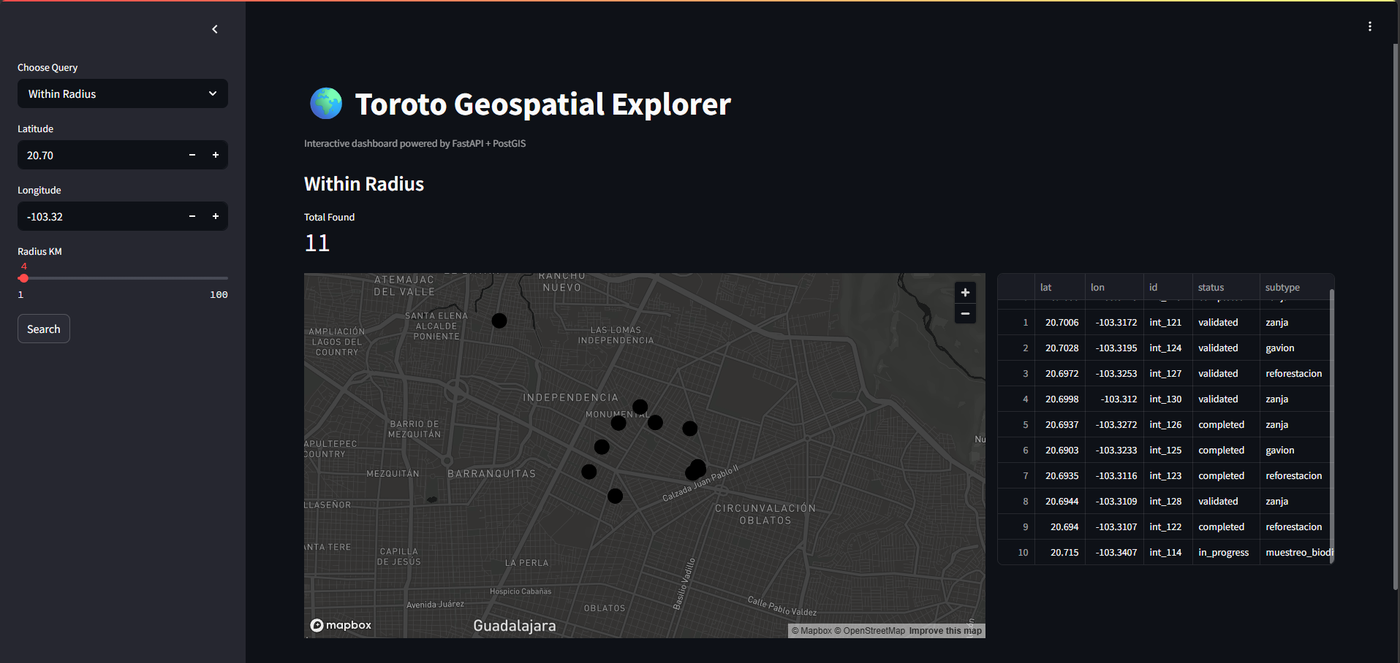 Choose Query
Within Radius
Latitude
20.70
Longitude
-103.32
Radius KM
4
1 100
Search
Toroto Geospatial Explorer
Interactive dashboard powered by FastAPI + PostGIS
Within Radius
Total Found
11
ATEMAJAC
DEL VALLE
RANCHO
NUEVO
SANTA ELENA
ALCALDE
PONIENTE
AMPLIACIÓN
LAGOS DEL
COUNTRY
LAS LOMAS
INDEPENDENCIA
INDEPENDENCIA
MONUMENTAL
BARRIO DE
MEZQUITÁN
APULTEPEC
COUNTRY
MEZQUITÁN
BARRANQUITAS
Calzada Juan Pablo II
LLASEÑOR
CIRCUNVALACIÓN
OBLATOS
ANTA TERE
CAPILLA
DE JESÚS
LA PERLA
Hospicio Cabañas
Avenida Juárez
OBLATOS
Basilio Vadillo
Calle Pablo Valdez
Guadalajara
Nu
mapbox
© Mapbox © OpenStreetMap Improve this map
lat lon id status subtype
1 20.7006 -103.3172 int_121 validated zanja
2 20.7028 -103.3195 int_124 validated gavion
3 20.6972 -103.3253 int_127 validated reforestacion
4 20.6998 -103.312 int_130 validated zanja
5 20.6937 -103.3272 int_126 completed zanja
6 20.6903 -103.3233 int_125 completed gavion
7 20.6935 -103.3116 int_123 completed reforestacion
8 20.6944 -103.3109 int_128 validated zanja
9 20.694 -103.3107 int_122 completed reforestacion
10 20.715 -103.3407 int_114 in_progress muestreo_biodi